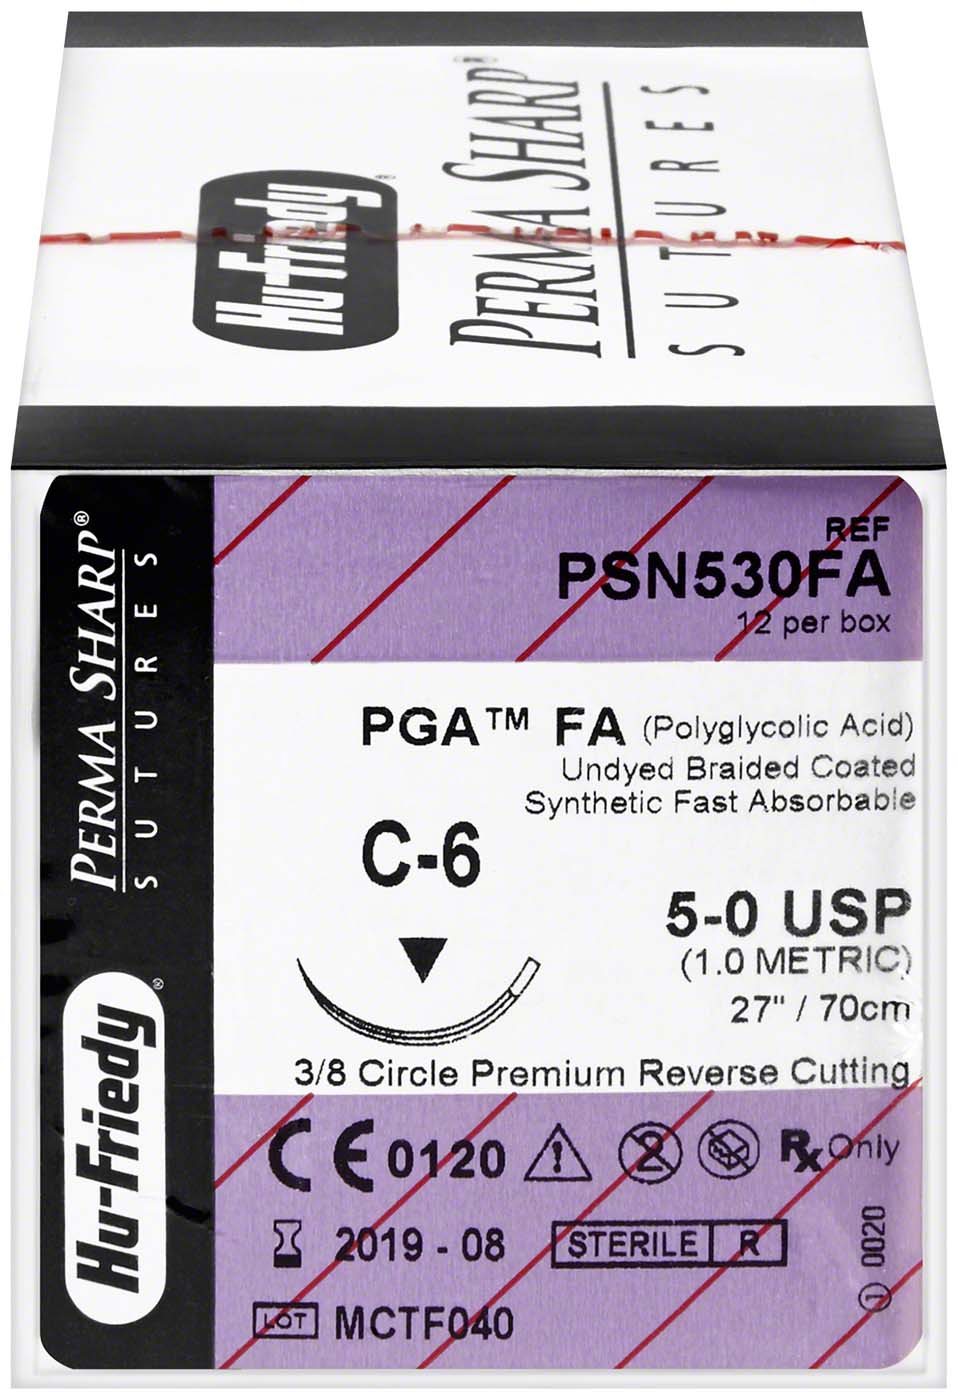 Hu-Friedy®
PERMA SHARP®
SUTURES
PERMA SHARP®
SUTURES
Hu-Friedy®
REF
PSN530FA
12 per box
PGA™ FA (Polyglycolic Acid)
Undyed Braided Coated
Synthetic Fast Absorbable
C-6
5-0 USP
(1.0 METRIC)
27" / 70cm
3/8 Circle Premium Reverse Cutting
CE 0120 ! 2 Rx Only
2019 - 08 STERILE R
LOT MCTF040
1 0020